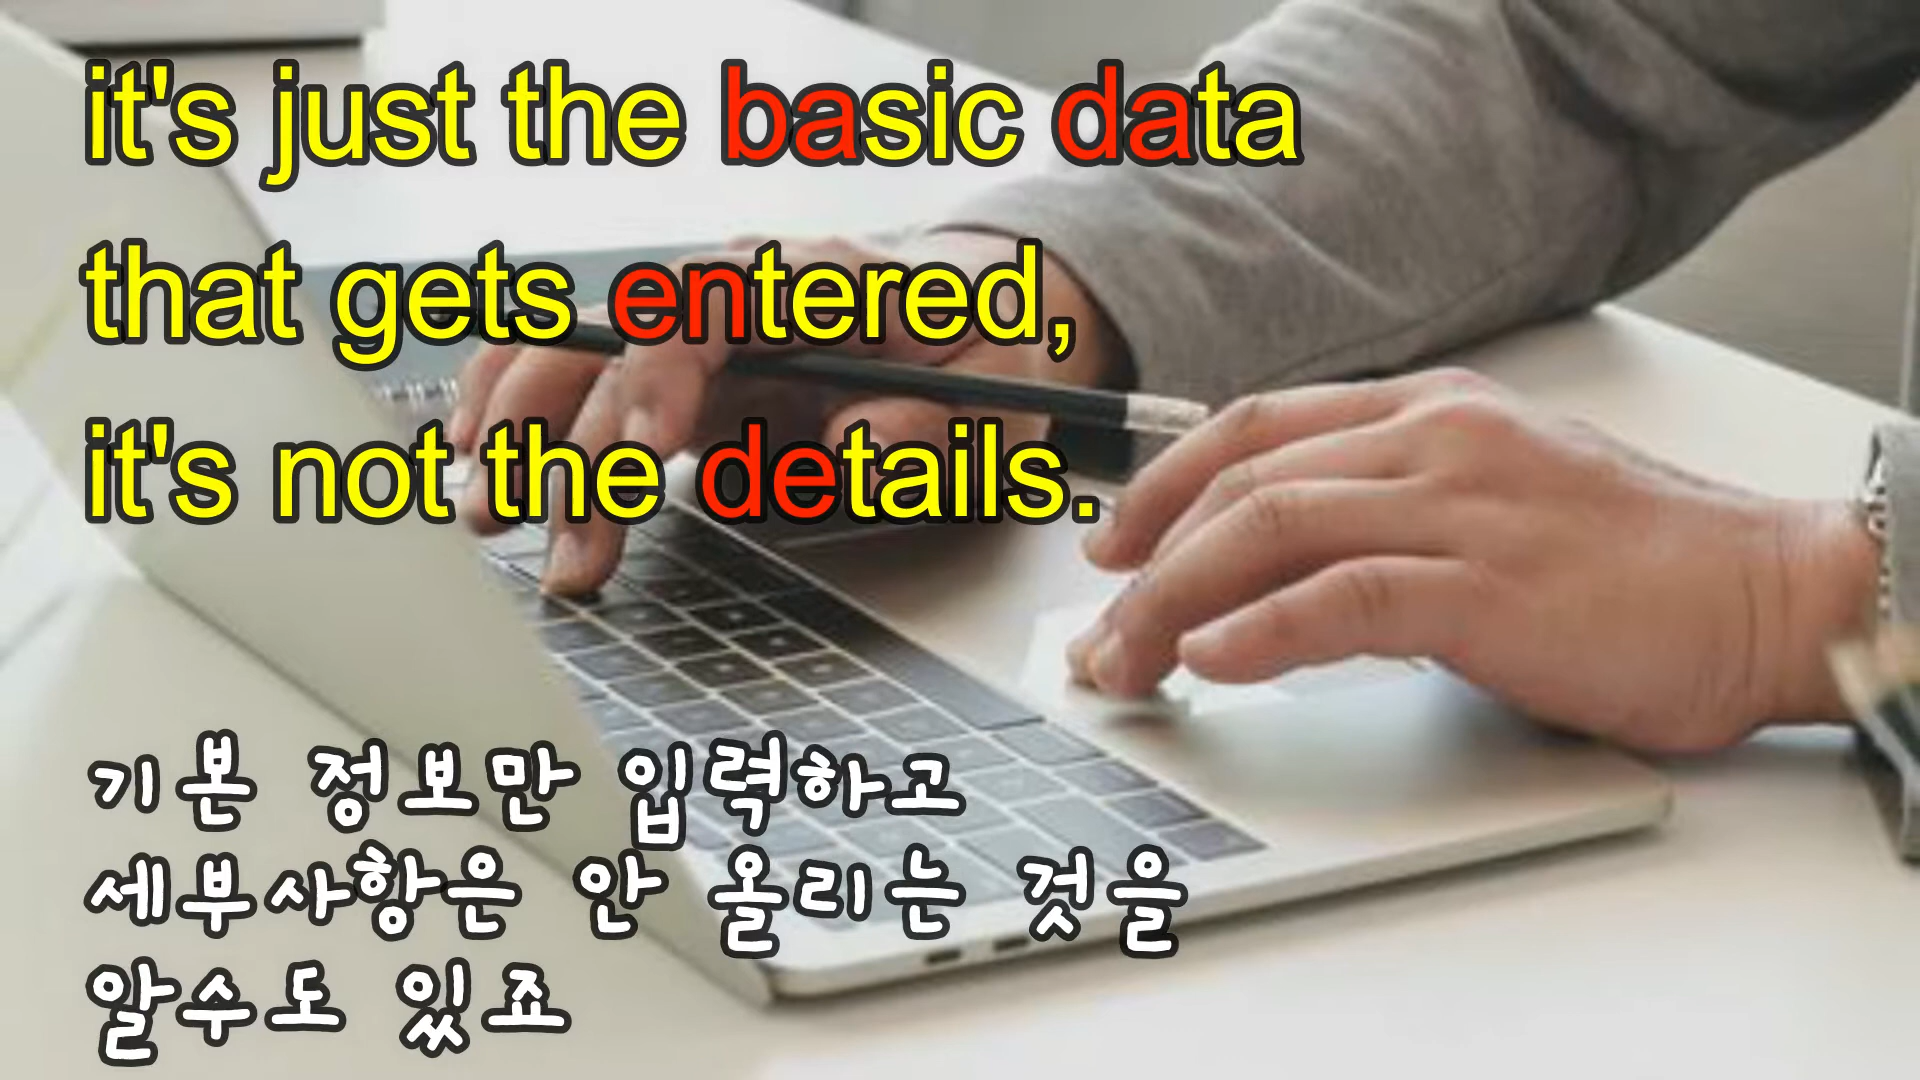 it's just the basic data
that gets entered,
it's not the details.
기본 정보만 입력하고
세부사항은 안 올리는 것을
알수도 있죠